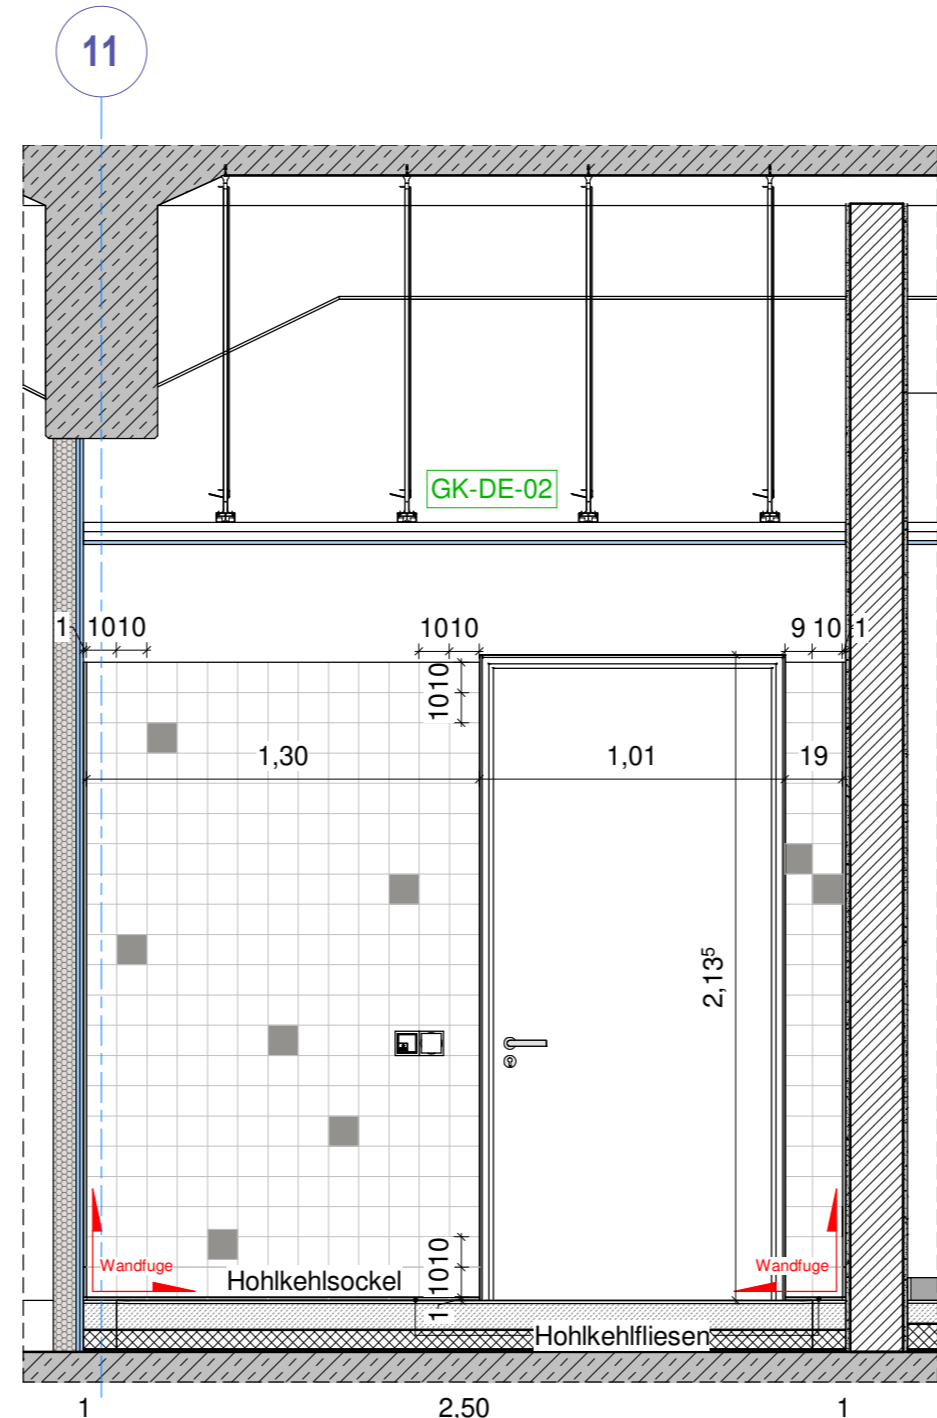 11
GK-DE-02
1 1010 1010 9 10 1
1010
1,30 1,01 19
2,13⁵
Wandfuge Wandfuge
1010
Hohlkehlsockel
1
Hohlkehlfliesen
1 2,50 1